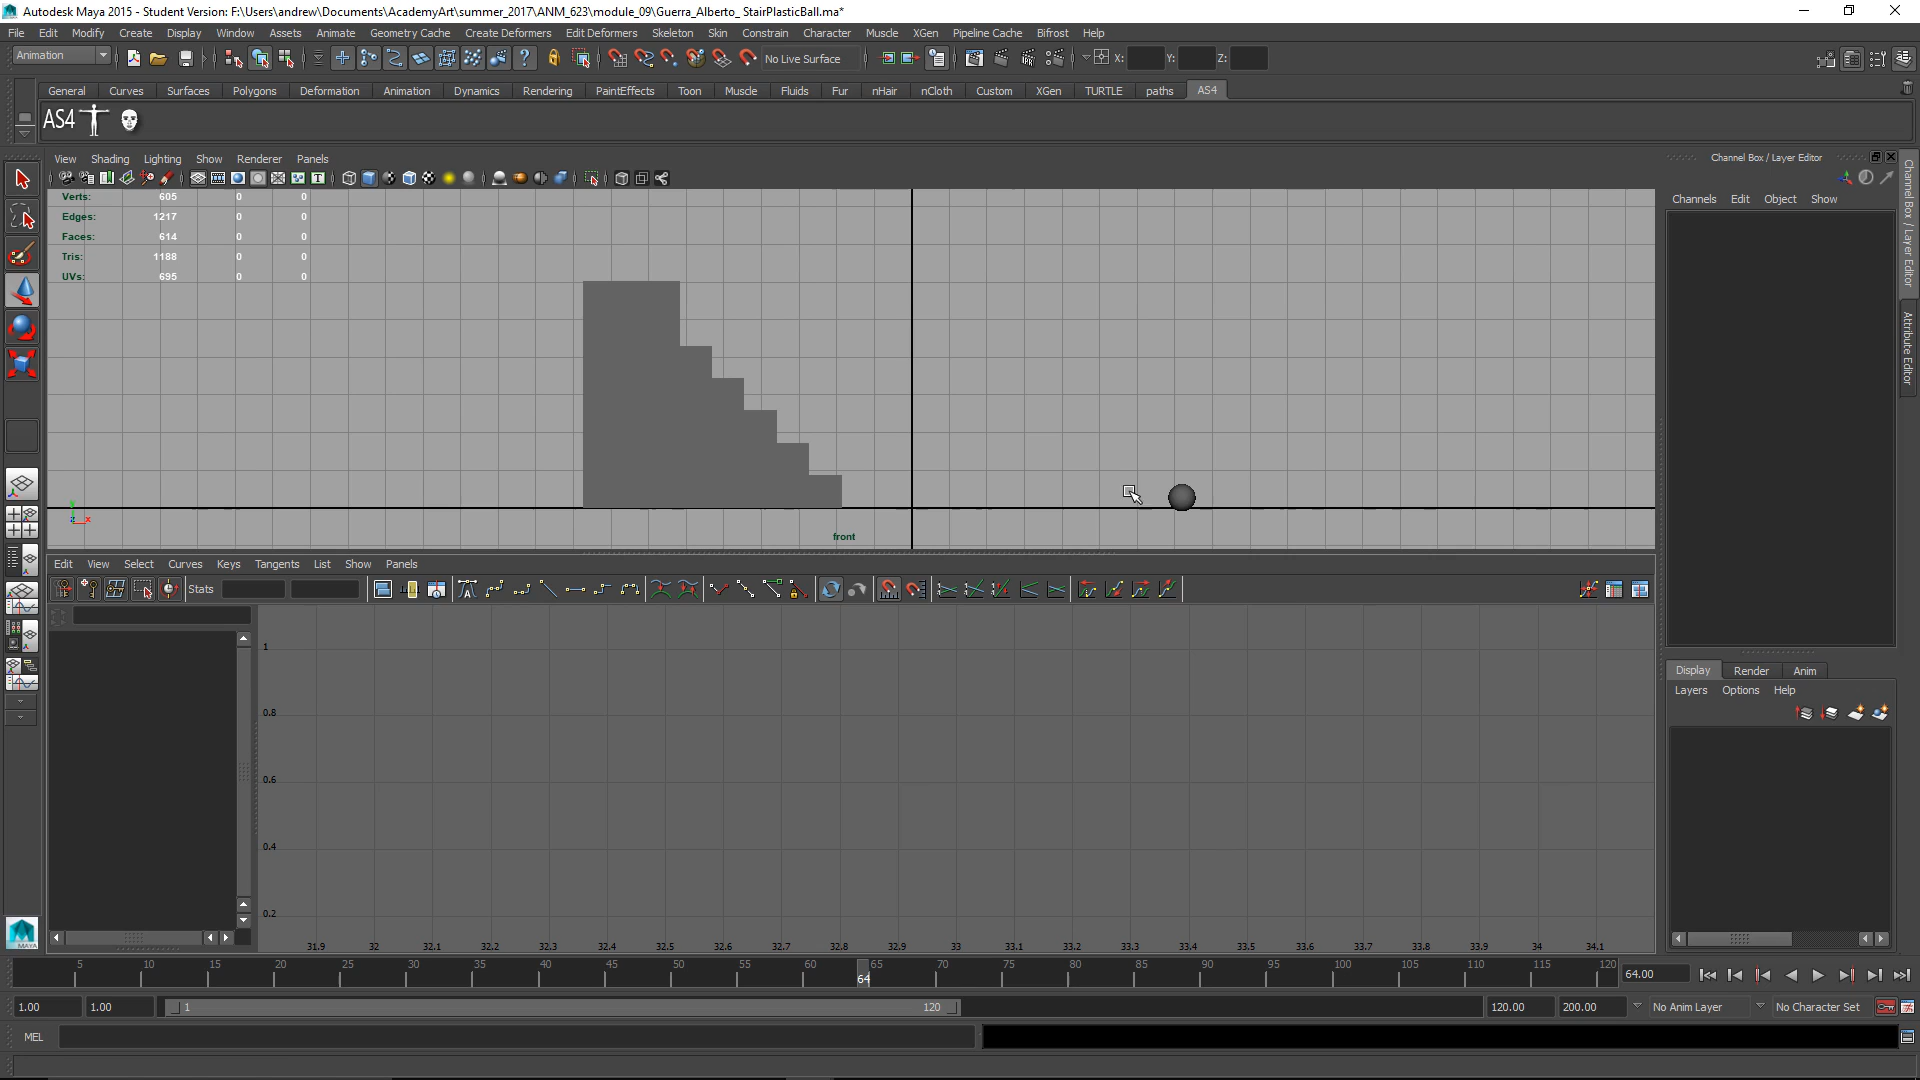 Autodesk Maya 2015 - Student Version: F:\Users\andrew\Documents\AcademyArt\summer_2017\ANM_623\module_09\Guerra_Alberto_ StairPlasticBall.ma*
File Edit Modify Create Display Window Assets Animate Geometry Cache Create Deformers Edit Deformers Skeleton Skin Constrain Character Muscle XGen Pipeline Cache Bifrost Help
Animation No Live Surface X: Y: Z:
General Curves Surfaces Polygons Deformation Animation Dynamics Rendering PaintEffects Toon Muscle Fluids Fur nHair nCloth Custom XGen TURTLE paths AS4
AS4
View Shading Lighting Show Renderer Panels
Channel Box / Layer Editor
Channels Edit Object Show
Channel Box / Layer Editor
Attribute Editor
Verts: 605 0 0
Edges: 1217 0 0
Faces: 614 0 0
Tris: 1188 0 0
UVs: 695 0 0
y
z x
front
Edit View Select Curves Keys Tangents List Show Panels
Stats
1
0.8
0.6
0.4
0.2
31.9 32 32.1 32.2 32.3 32.4 32.5 32.6 32.7 32.8 32.9 33 33.1 33.2 33.3 33.4 33.5 33.6 33.7 33.8 33.9 34 34.1
Display Render Anim
Layers Options Help
MAYA
5 10 15 20 25 30 35 40 45 50 55 60 65 70 75 80 85 90 95 100 105 110 115 120
64
64.00
1.00 1.00 1 120 120.00 200.00 No Anim Layer No Character Set
MEL